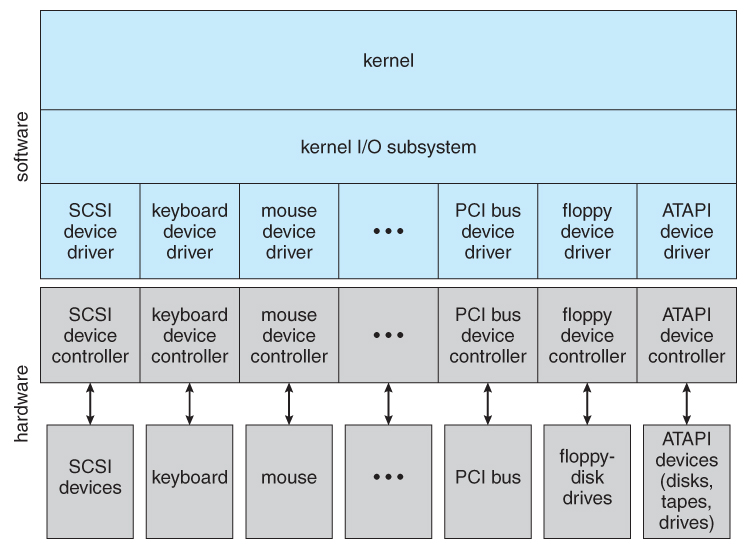 software
kernel
kernel I/O subsystem
SCSI
device
driver
keyboard
device
driver
mouse
device
driver
•••
PCI bus
device
driver
floppy
device
driver
ATAPI
device
driver
hardware
SCSI
device
controller
keyboard
device
controller
mouse
device
controller
•••
PCI bus
device
controller
floppy
device
controller
ATAPI
device
controller
SCSI
devices
keyboard
mouse
•••
PCI bus
floppy-
disk
drives
ATAPI
devices
(disks,
tapes,
drives)